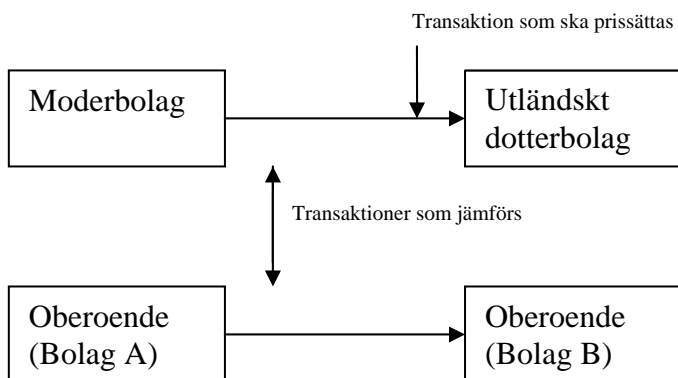 Transaktion som ska prissättas
Moderbolag
Utländskt
dotterbolag
Transaktioner som jämförs
Oberoende
(Bolag A)
Oberoende
(Bolag B)